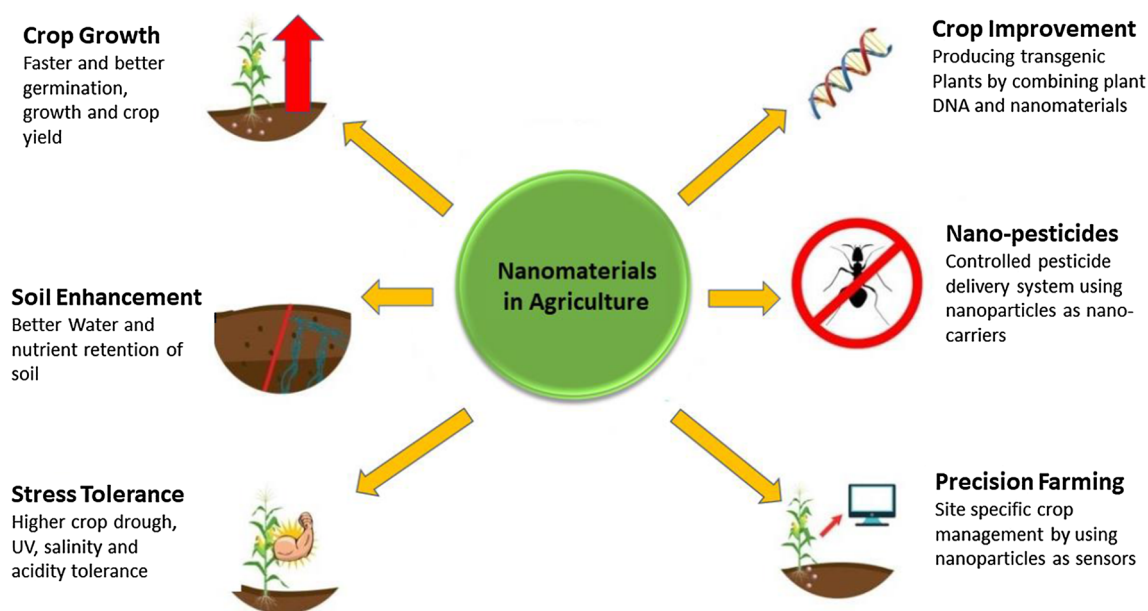 Crop Growth
Faster and better
germination,
growth and crop
yield
Crop Improvement
Producing transgenic
Plants by combining plant
DNA and nanomaterials
Nanomaterials
in Agriculture
Soil Enhancement
Better Water and
nutrient retention of
soil
Nano-pesticides
Controlled pesticide
delivery system using
nanoparticles as nano-
carriers
Stress Tolerance
Higher crop drough,
UV, salinity and
acidity tolerance
Precision Farming
Site specific crop
management by using
nanoparticles as sensors